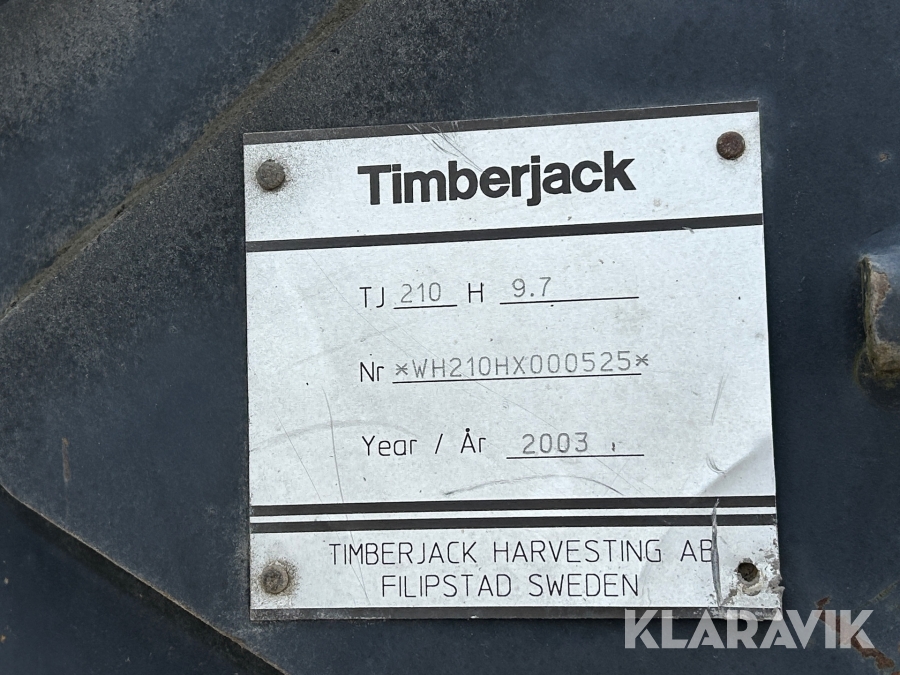 Timberjack
TJ 210 H 9.7
Nr *WH210HX000525*
Year / År 2003
TIMBERJACK HARVESTING AB
FILIPSTAD SWEDEN
KLARAVIK